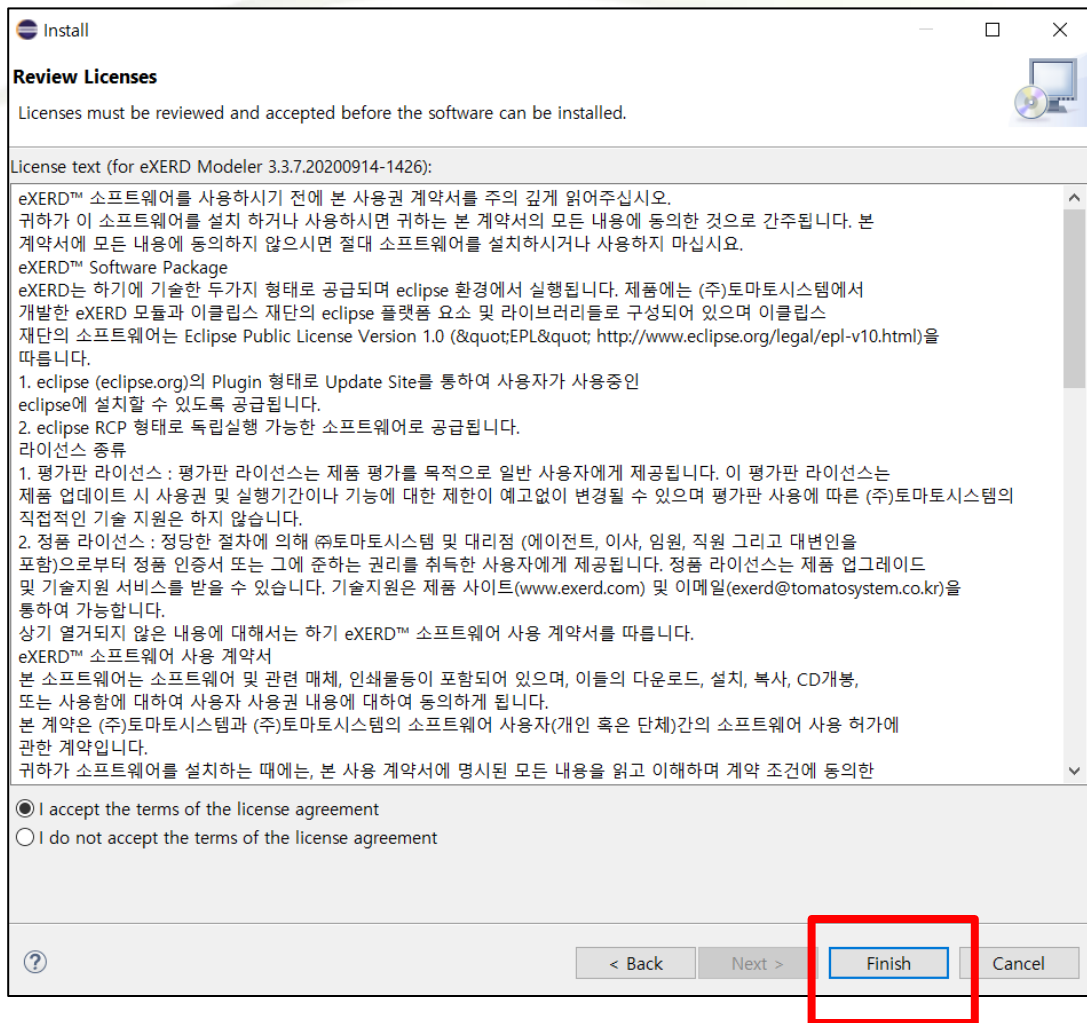 Install
Review Licenses
Licenses must be reviewed and accepted before the software can be installed.
License text (for eXERD Modeler 3.3.7.20200914-1426):
eXERD™ 소프트웨어를 사용하시기 전에 본 사용권 계약서를 주의 깊게 읽어주십시오.
귀하가 이 소프트웨어를 설치 하거나 사용하시면 귀하는 본 계약서의 모든 내용에 동의한 것으로 간주됩니다. 본
계약서에 모든 내용에 동의하지 않으시면 절대 소프트웨어를 설치하시거나 사용하지 마십시요.
eXERD™ Software Package
eXERD는 하기에 기술한 두가지 형태로 공급되며 eclipse 환경에서 실행됩니다. 제품에는 (주)토마토시스템에서
개발한 eXERD 모듈과 이클립스 재단의 eclipse 플랫폼 요소 및 라이브러리들로 구성되어 있으며 이클립스
재단의 소프트웨어는 Eclipse Public License Version 1.0 (&quot;EPL&quot; http://www.eclipse.org/legal/epl-v10.html)을
따릅니다.
1. eclipse (eclipse.org)의 Plugin 형태로 Update Site를 통하여 사용자가 사용중인
eclipse에 설치할 수 있도록 공급됩니다.
2. eclipse RCP 형태로 독립실행 가능한 소프트웨어로 공급됩니다.
라이선스 종류
1. 평가판 라이선스 : 평가판 라이선스는 제품 평가를 목적으로 일반 사용자에게 제공됩니다. 이 평가판 라이선스는
제품 업데이트 시 사용권 및 실행기간이나 기능에 대한 제한이 예고없이 변경될 수 있으며 평가판 사용에 따른 (주)토마토시스템의
직접적인 기술 지원은 하지 않습니다.
2. 정품 라이선스 : 정당한 절차에 의해 ㈜토마토시스템 및 대리점 (에이전트, 이사, 임원, 직원 그리고 대변인을
포함)으로부터 정품 인증서 또는 그에 준하는 권리를 취득한 사용자에게 제공됩니다. 정품 라이선스는 제품 업그레이드
및 기술지원 서비스를 받을 수 있습니다. 기술지원은 제품 사이트(www.exerd.com) 및 이메일(exerd@tomatosystem.co.kr)을
통하여 가능합니다.
상기 열거되지 않은 내용에 대해서는 하기 eXERD™ 소프트웨어 사용 계약서를 따릅니다.
eXERD™ 소프트웨어 사용 계약서
본 소프트웨어는 소프트웨어 및 관련 매체, 인쇄물등이 포함되어 있으며, 이들의 다운로드, 설치, 복사, CD개봉,
또는 사용함에 대하여 사용자 사용권 내용에 대하여 동의하게 됩니다.
본 계약은 (주)토마토시스템과 (주)토마토시스템의 소프트웨어 사용자(개인 혹은 단체)간의 소프트웨어 사용 허가에
관한 계약입니다.
귀하가 소프트웨어를 설치하는 때에는, 본 사용 계약서에 명시된 모든 내용을 읽고 이해하며 계약 조건에 동의한
I accept the terms of the license agreement
I do not accept the terms of the license agreement
? < Back Next > Finish Cancel